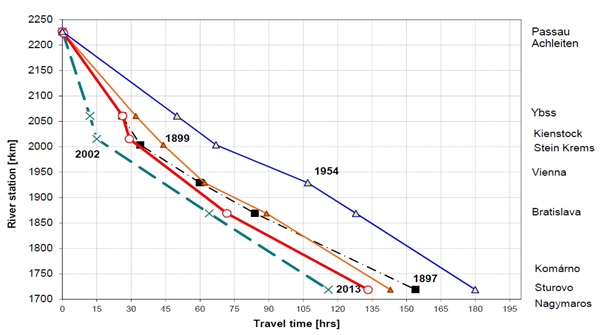 2250
2200
2150
2100
2050
2000
1950
1900
1850
1800
1750
1700
River station [rkm]
1899
2002
1954
1897
2013
0 15 30 45 60 75 90 105 120 135 150 165 180 195
Travel time [hrs]
Passau
Achleiten
Ybss
Kienstock
Stein Krems
Vienna
Bratislava
Komárno
Sturovo
Nagymaros